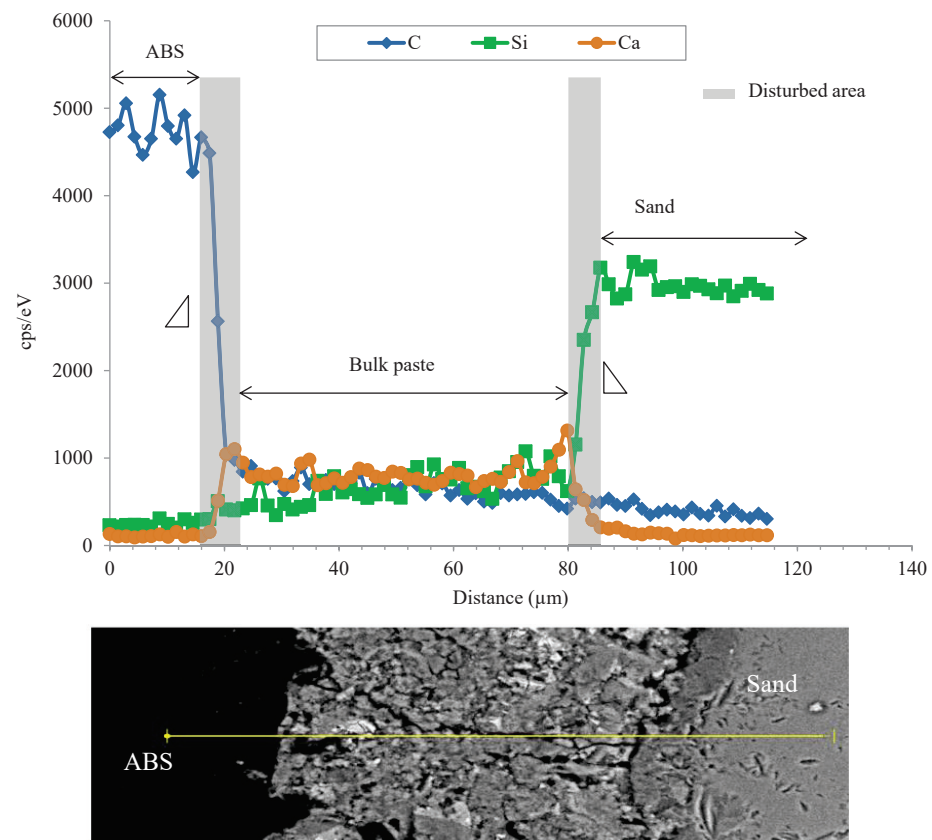 6000
C
Si
Ca
ABS
5000
Disturbed area
4000
Sand
3000
cps/eV
2000
Bulk paste
1000
0
0 20 40 60 80 100 120 140
Distance (µm)
Sand
ABS